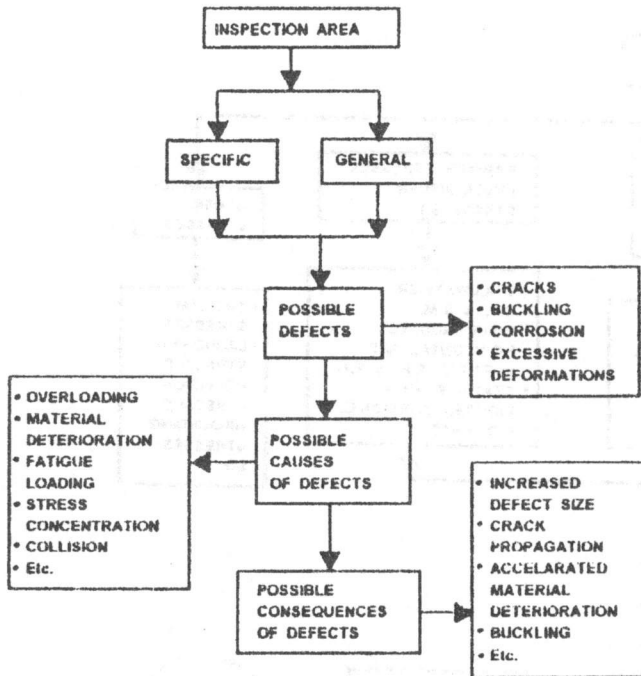 INSPECTION AREA
SPECIFIC
GENERAL
POSSIBLE
DEFECTS
• CRACKS
• BUCKLING
• CORROSION
• EXCESSIVE
DEFORMATIONS
• OVERLOADING
• MATERIAL
DETERIORATION
• FATIGUE
LOADING
• STRESS
CONCENTRATION
• COLLISION
• Etc.
POSSIBLE
CAUSES
OF DEFECTS
• INCREASED
DEFECT SIZE
• CRACK
PROPAGATION
• ACCELARATED
MATERIAL
DETERIORATION
• BUCKLING
• Etc.
POSSIBLE
CONSEQUENCES
OF DEFECTS